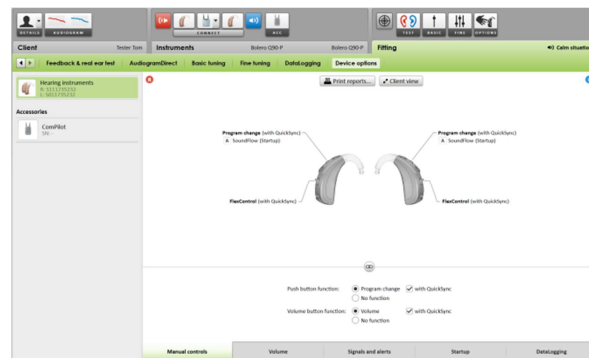 DETAILS AUDIOGRAM CONNECT ACC TEST BASIC FINE OPTIONS
Client Tester Tom Instruments Bolero Q90-P Bolero Q90-P Fitting Calm situation
Feedback & real ear test AudiogramDirect Basic tuning Fine tuning DataLogging Device options
Hearing instruments
Print reports... Client view
Accessories
ComPilot
SN: -
Program change (with QuickSync)
A SoundFlow (Startup)
Program change (with QuickSync)
A SoundFlow (Startup)
FlexControl (with QuickSync)
FlexControl (with QuickSync)
Push button function: Program change with QuickSync
No function
Volume button function: Volume with QuickSync
No function
Manual controls Volume Signals and alerts Startup DataLogging